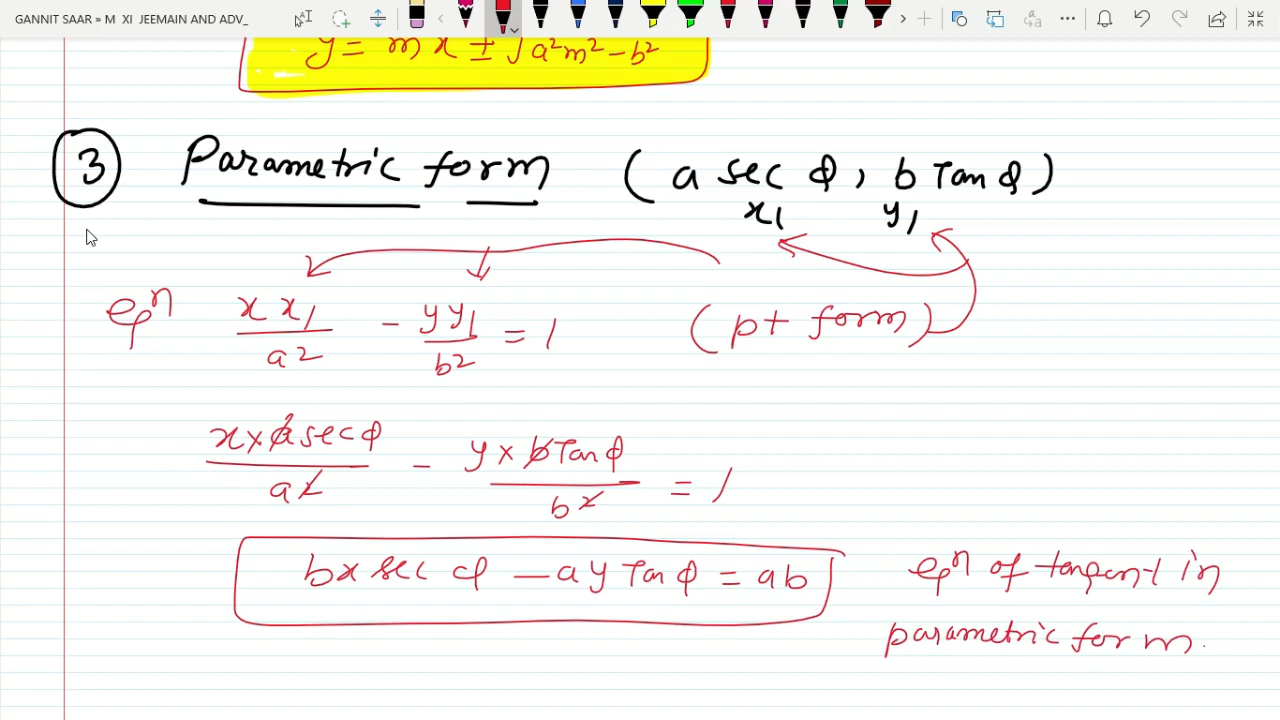 GANNIT SAAR » M XI JEEMAIN AND ADV_
y = mx ± √a²m² - b²
3 Parametric form (a sec φ, b Tan φ)
x₁ y₁
eqⁿ xx₁/a² - yy₁/b² = 1 (pt form)
x × a sec φ/a² - y × b Tan φ/b² = 1
bx sec φ - ay Tan φ = ab eqⁿ of tangent in
parametric form.